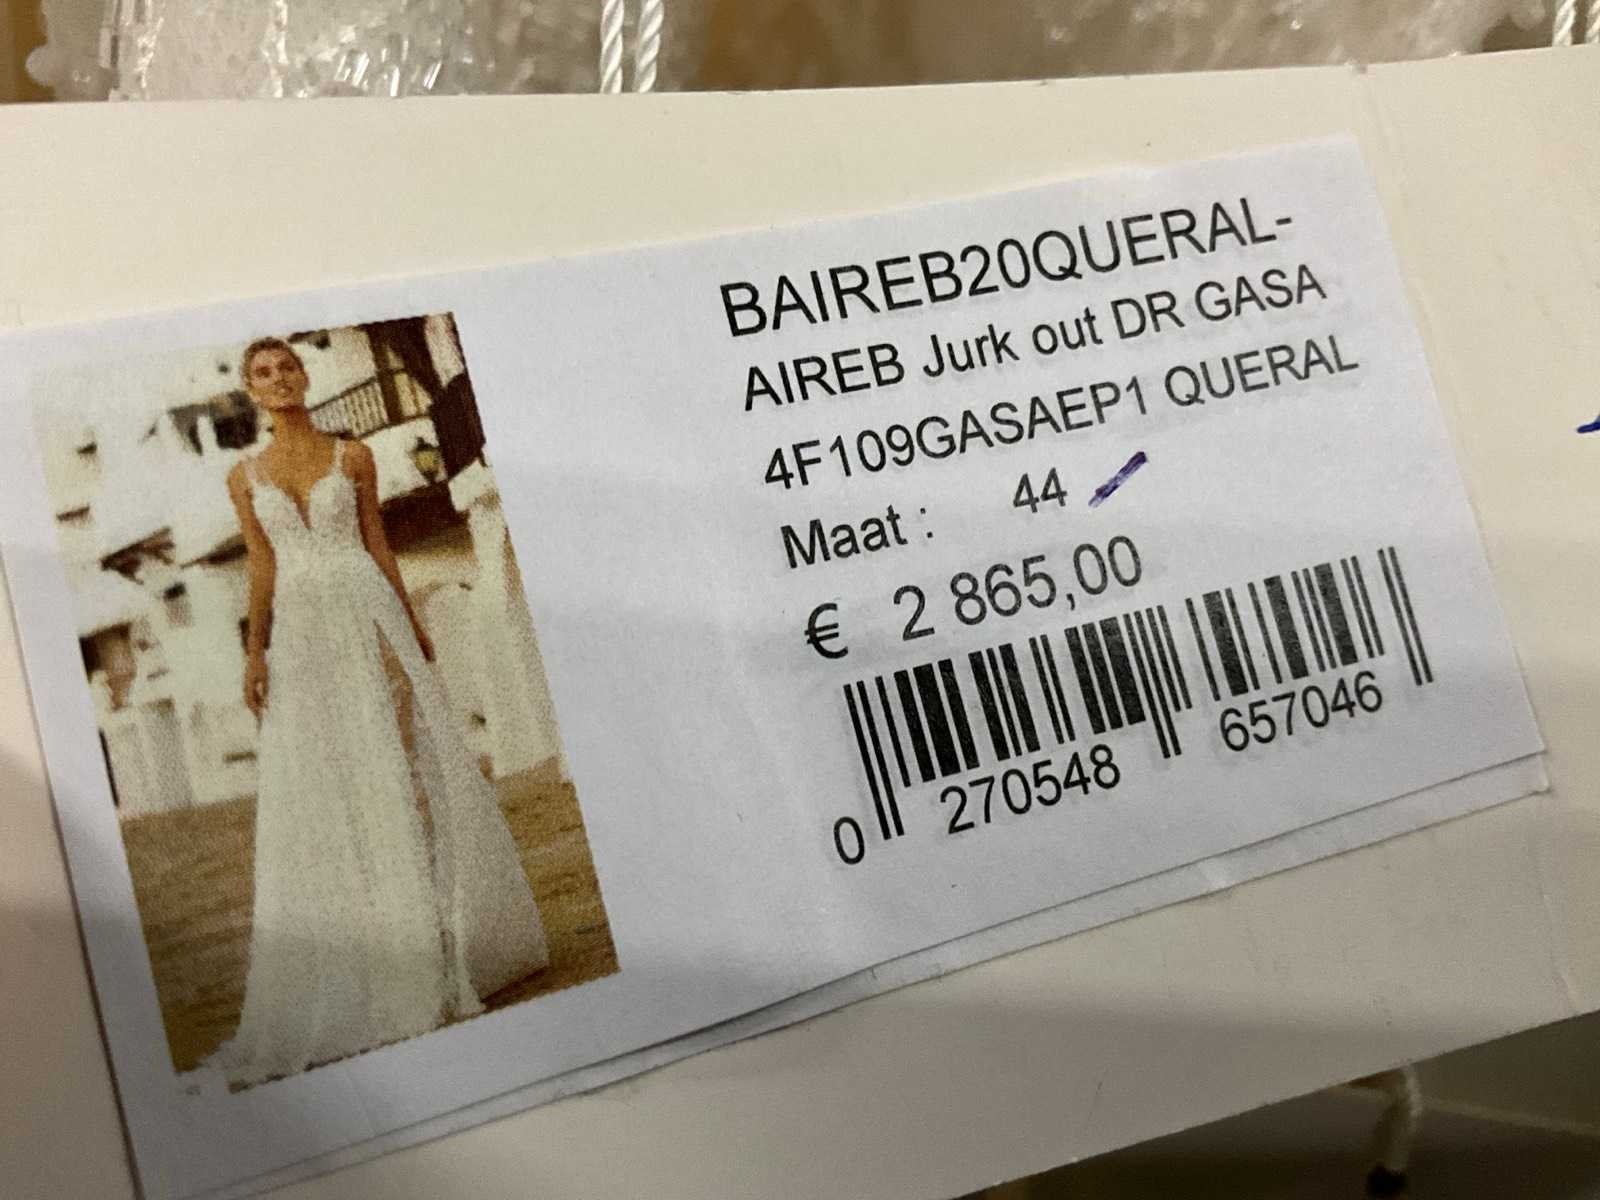 BAIREB20QUERAL-
AIREB Jurk out DR GASA
4F109GASAEP1 QUERAL
Maat : 44
€ 2 865,00
0 270548 657046